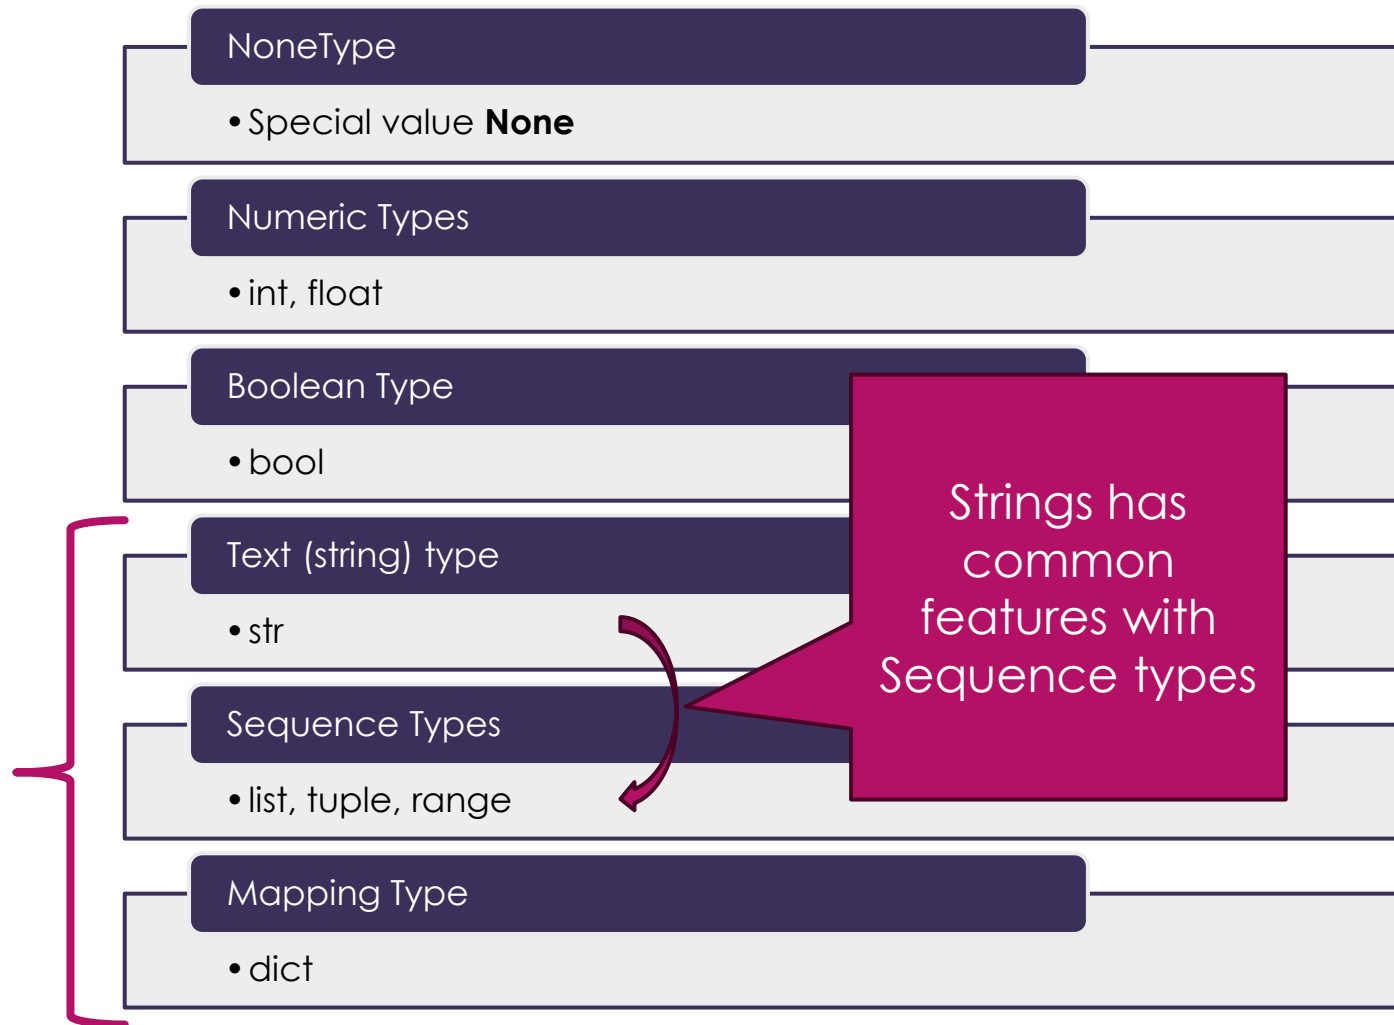 NoneType
• Special value None
Numeric Types
• int, float
Boolean Type
• bool
Text (string) type
• str
Sequence Types
• list, tuple, range
Mapping Type
• dict
Strings has
common
features with
Sequence types